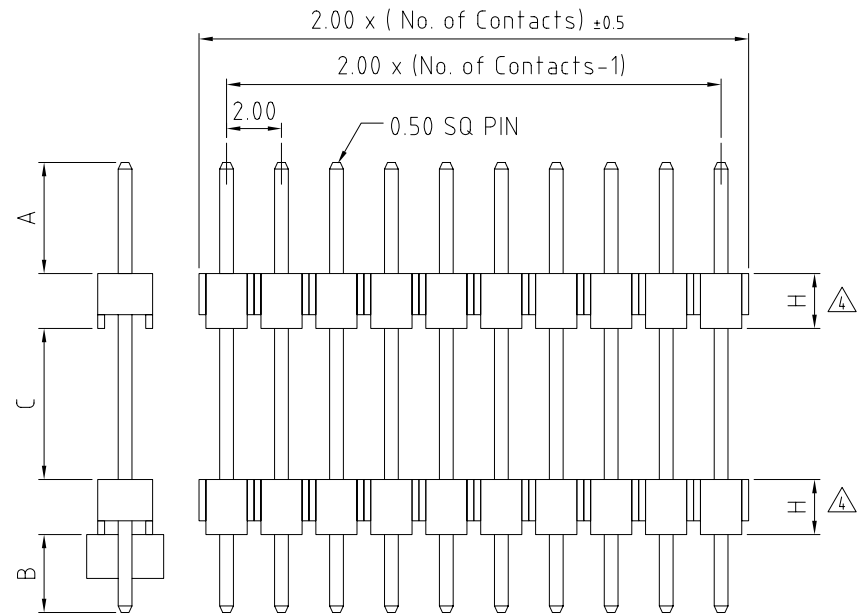 2.00 x ( No. of Contacts) ±0.5
2.00 x (No. of Contacts-1)
2.00
0.50 SQ PIN
A
H
4
C
H
4
B